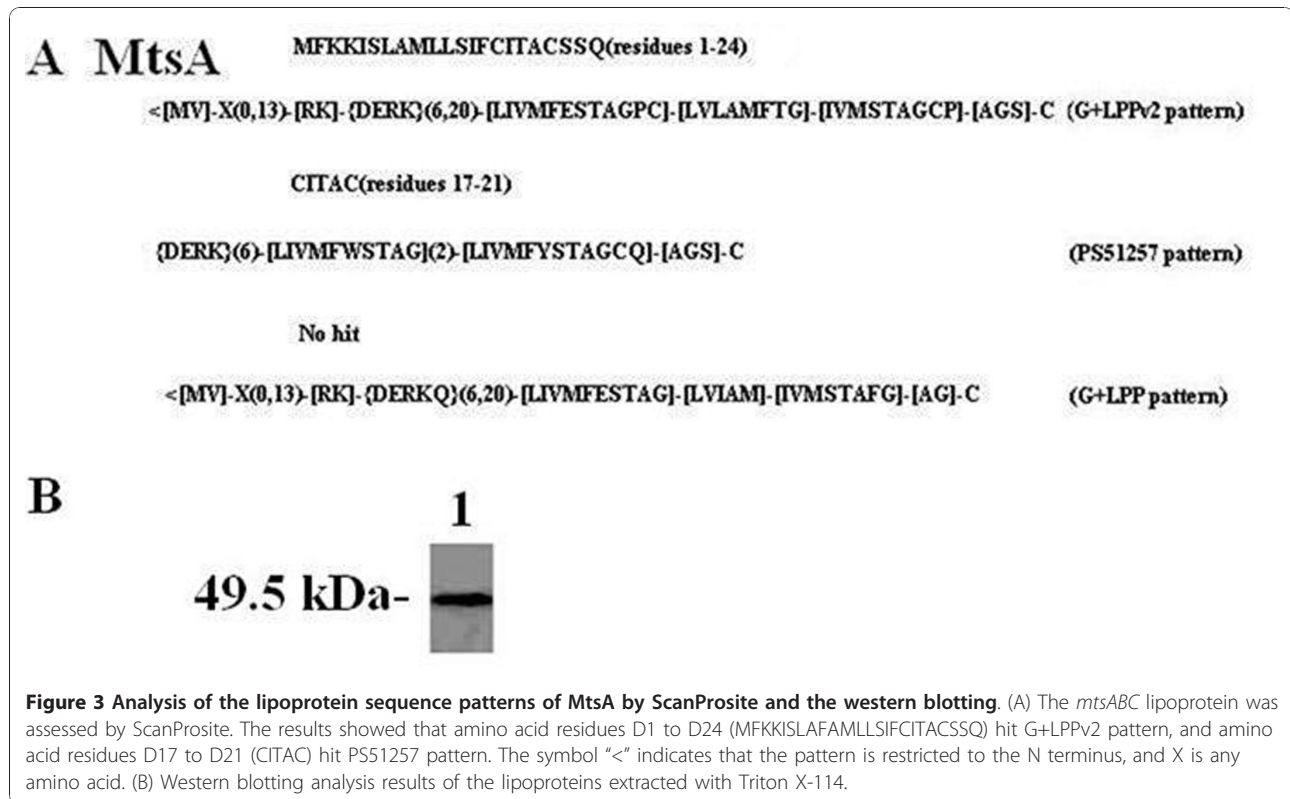 A MtsA MFKKISLAMLLSIFCITACSSQ(residues 1-24)
<[MV]-X(0,13)-[RK]-{DERK}(6,20)-[LIVMFESTAGPC]-[LVLAMFTG]-[IVMSTAGCP]-[AGS]-C (G+LPPv2 pattern)
CITAC(residues 17-21)
{DERK}(6)-[LIVMFWSTAG](2)-[LIVMFYSTAGCQ]-[AGS]-C (PS51257 pattern)
No hit
<[MV]-X(0,13)-[RK]-{DERKQ}(6,20)-[LIVMFESTAG]-[LVIAM]-[IVMSTAFG]-[AG]-C (G+LPP pattern)
B
1
49.5 kDa-
Figure 3 Analysis of the lipoprotein sequence patterns of MtsA by ScanProsite and the western blotting. (A) The mtsABC lipoprotein was
assessed by ScanProsite. The results showed that amino acid residues D1 to D24 (MFKKISLAFAMLLSIFCITACSSQ) hit G+LPPv2 pattern, and amino
acid residues D17 to D21 (CITAC) hit PS51257 pattern. The symbol “<” indicates that the pattern is restricted to the N terminus, and X is any
amino acid. (B) Western blotting analysis results of the lipoproteins extracted with Triton X-114.